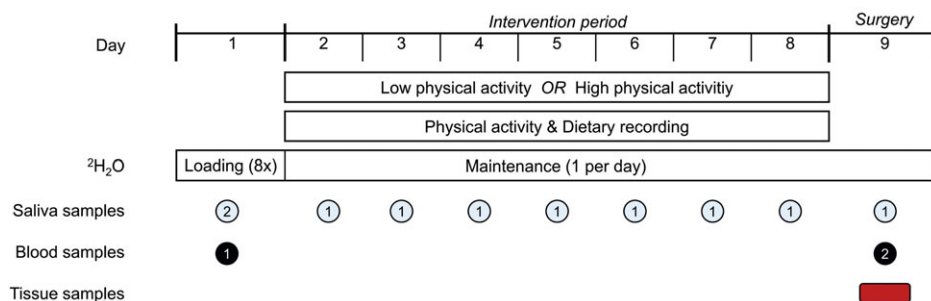 Intervention period Surgery
Day 1 2 3 4 5 6 7 8 9
Low physical activity OR High physical activitiy
Physical activity & Dietary recording
²H₂O Loading (8x) Maintenance (1 per day)
Saliva samples 2 1 1 1 1 1 1 1 1
Blood samples 1 2
Tissue samples